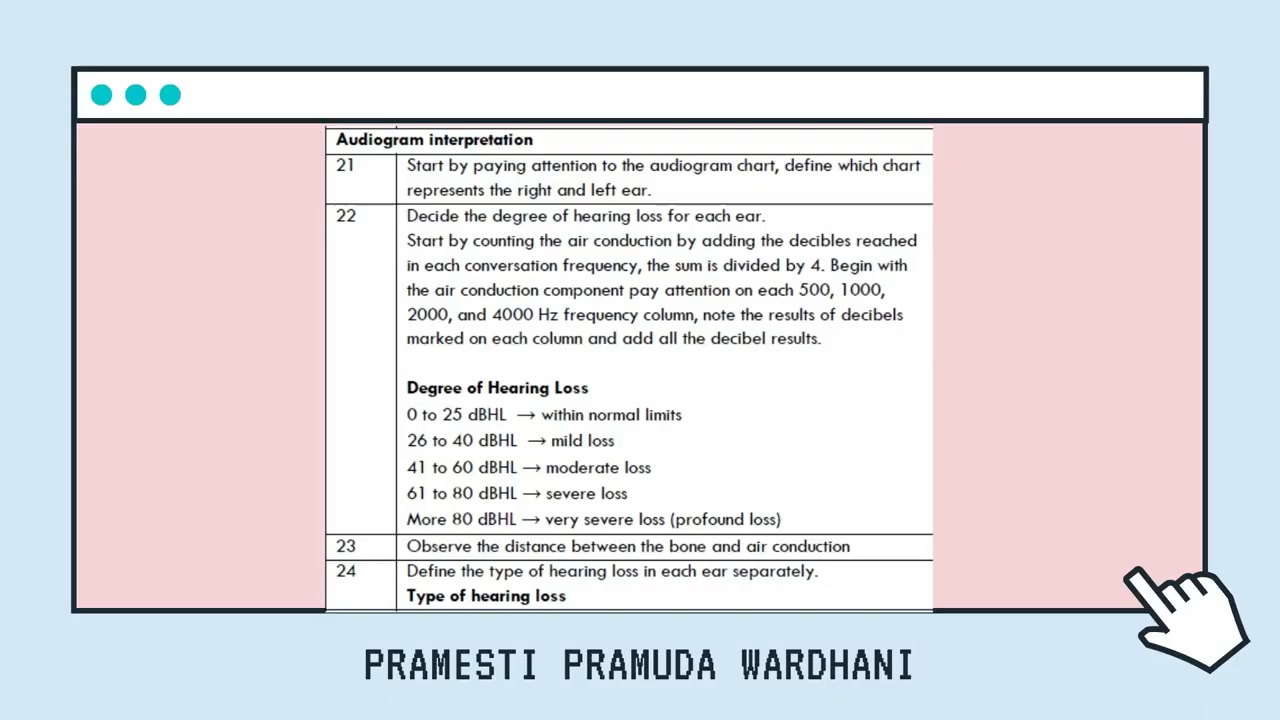 Audiogram interpretation
21 Start by paying attention to the audiogram chart, define which chart
represents the right and left ear.
22 Decide the degree of hearing loss for each ear.
Start by counting the air conduction by adding the decibles reached
in each conversation frequency, the sum is divided by 4. Begin with
the air conduction component pay attention on each 500, 1000,
2000, and 4000 Hz frequency column, note the results of decibels
marked on each column and add all the decibel results.
Degree of Hearing Loss
0 to 25 dBHL → within normal limits
26 to 40 dBHL → mild loss
41 to 60 dBHL → moderate loss
61 to 80 dBHL → severe loss
More 80 dBHL → very severe loss (profound loss)
23 Observe the distance between the bone and air conduction
24 Define the type of hearing loss in each ear separately.
Type of hearing loss
PRAMESTI PRAMUDA WARDHANI